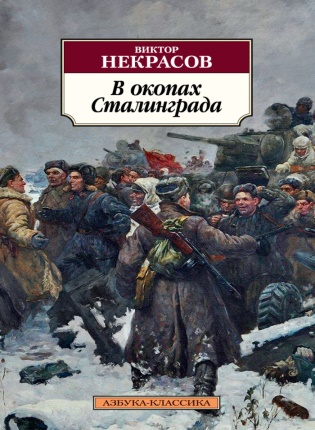 ВИКТОР
НЕКРАСОВ
В окопах
Сталинграда
АЗБУКА-КЛАССИКА